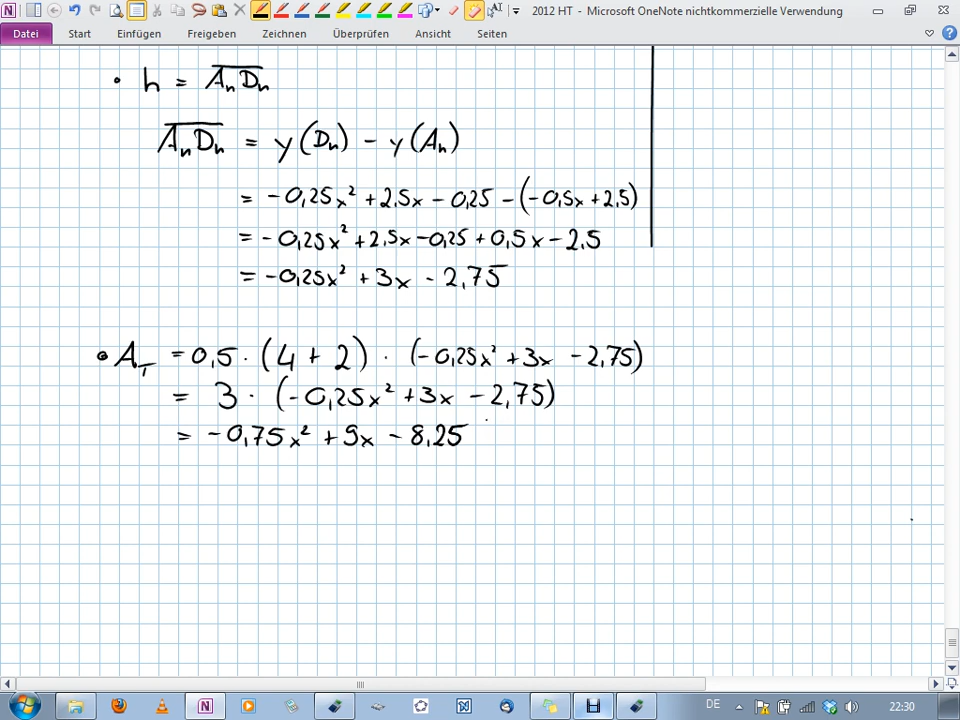 2012 HT - Microsoft OneNote nichtkommerzielle Verwendung
Datei Start Einfügen Freigeben Zeichnen Überprüfen Ansicht Seiten
• h = AₙDₙ
AₙDₙ = y(Dₙ) - y(Aₙ)
= -0,25x² + 2,5x - 0,25 - (-0,5x + 2,5)
= -0,25x² + 2,5x - 0,25 + 0,5x - 2,5
= -0,25x² + 3x - 2,75
• A_T = 0,5 · (4 + 2) · (-0,25x² + 3x - 2,75)
= 3 · (-0,25x² + 3x - 2,75)
= -0,75x² + 9x - 8,25
DE 22:30